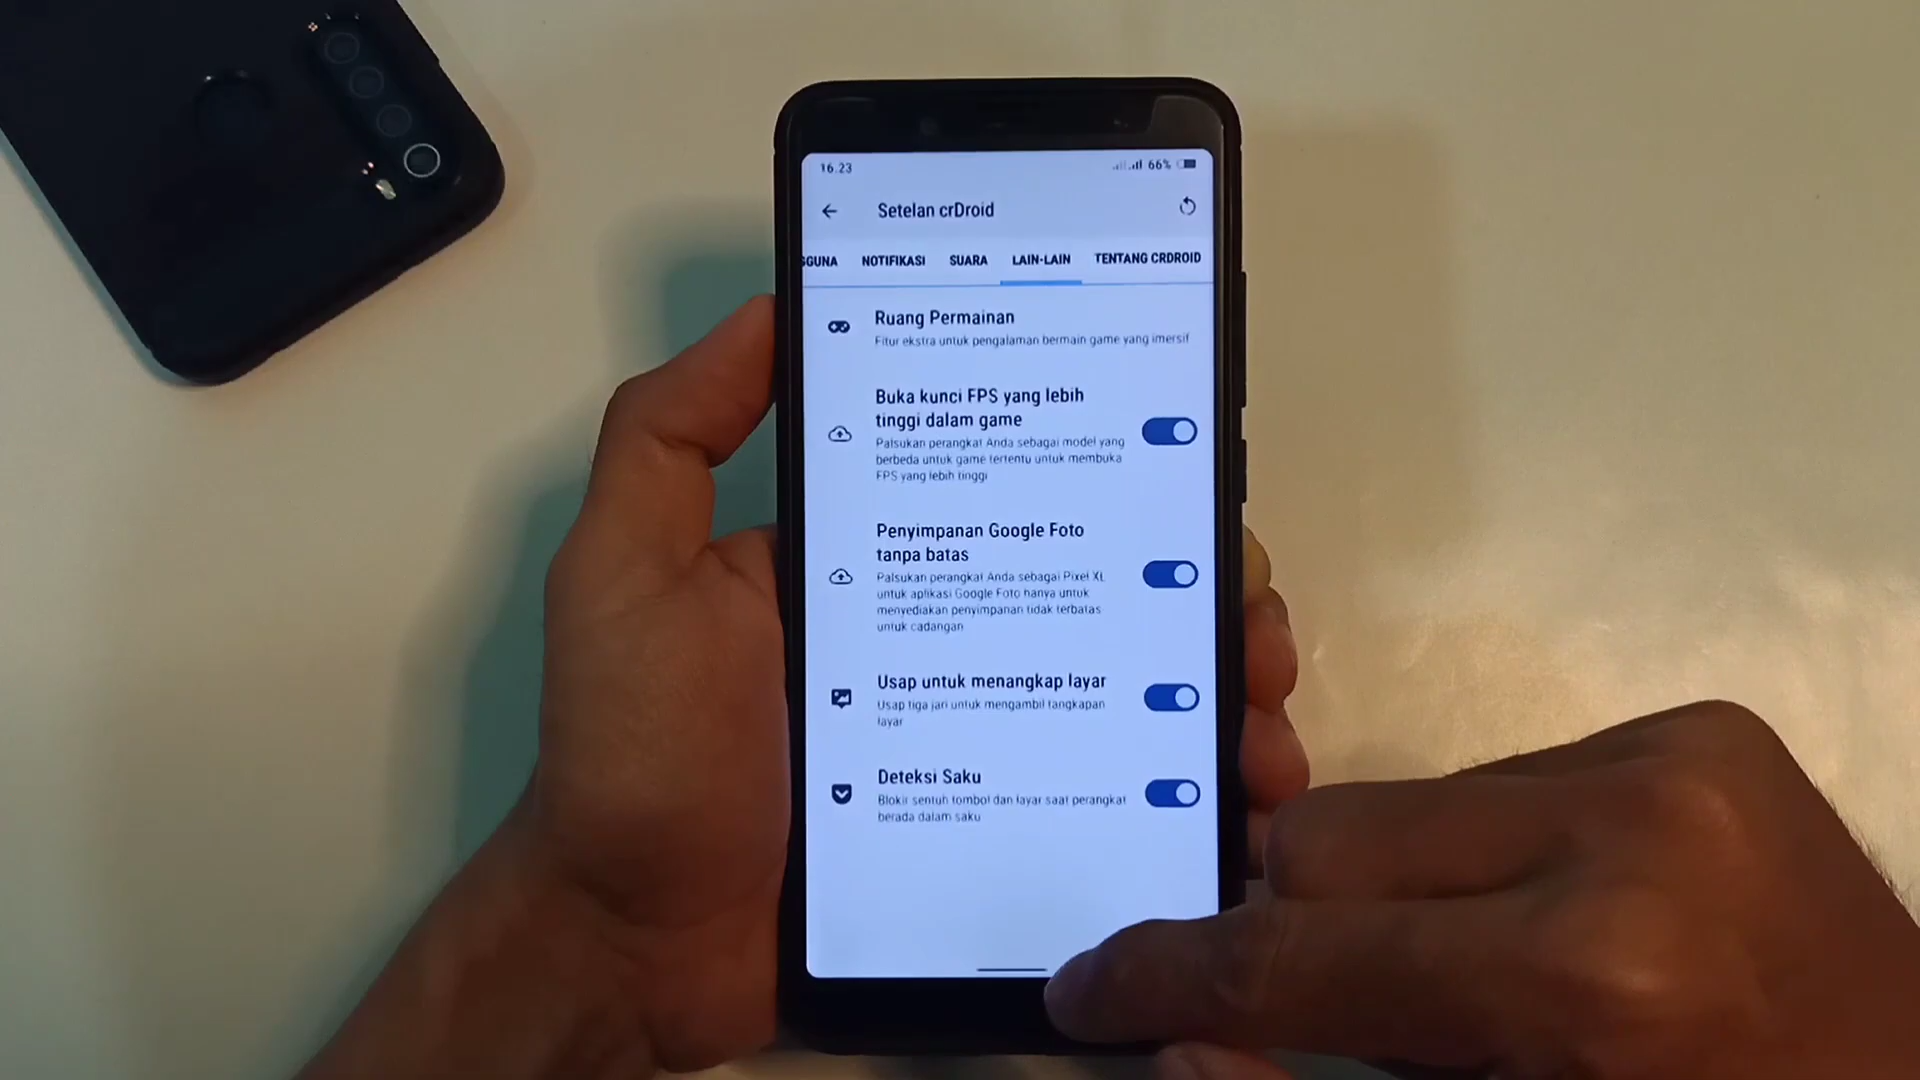 16.23
66%
Setelan crDroid
GUNA NOTIFIKASI SUARA LAIN-LAIN TENTANG CRDROID
Ruang Permainan
Fitur ekstra untuk pengalaman bermain game yang imersif
Buka kunci FPS yang lebih
tinggi dalam game
Palsukan perangkat Anda sebagai model yang
berbeda untuk game tertentu untuk membuka
FPS yang lebih tinggi
Penyimpanan Google Foto
tanpa batas
Palsukan perangkat Anda sebagai Pixel XL
untuk aplikasi Google Foto hanya untuk
menyediakan penyimpanan tidak terbatas
untuk cadangan
Usap untuk menangkap layar
Usap tiga jari untuk mengambil tangkapan
layar
Deteksi Saku
Blokir sentuh tombol dan layar saat perangkat
berada dalam saku